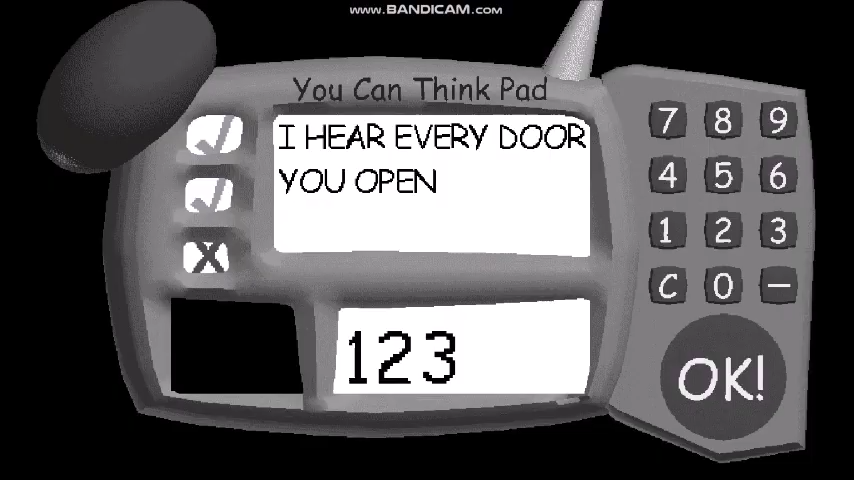 www.BANDICAM.com
You Can Think Pad
I HEAR EVERY DOOR
YOU OPEN
123
7 8 9
4 5 6
1 2 3
C 0 –
OK!